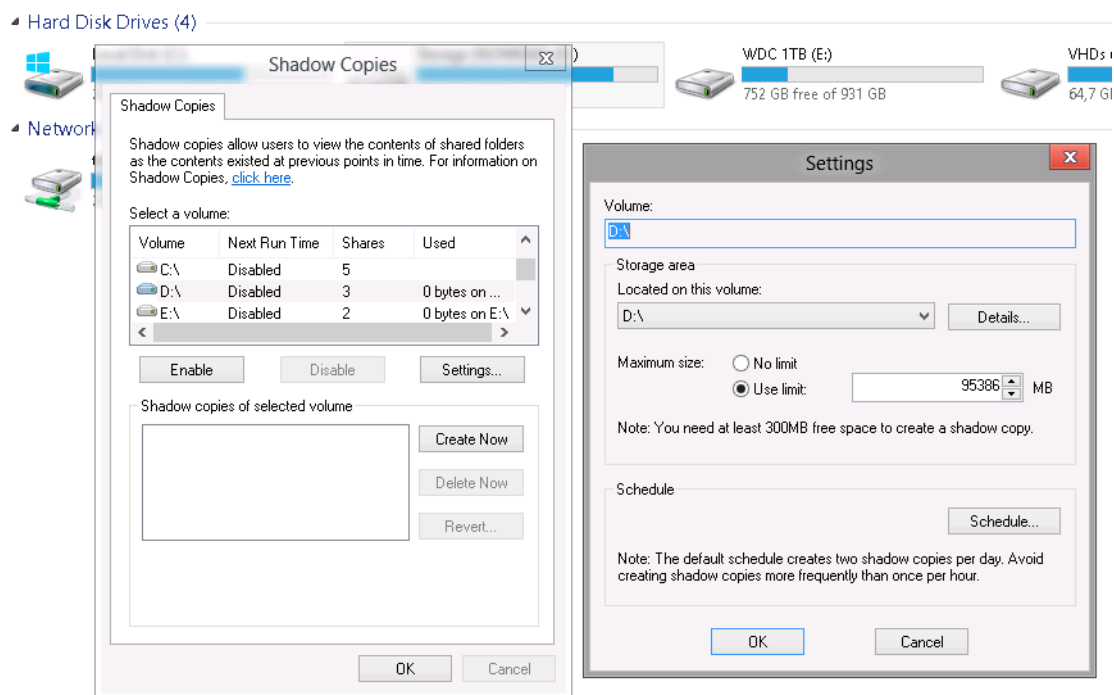 Hard Disk Drives (4)
WDC 1TB (E:)
752 GB free of 931 GB
VHDs
64,7 G
Network
Shadow Copies
Shadow Copies
Shadow copies allow users to view the contents of shared folders
as the contents existed at previous points in time. For information on
Shadow Copies, click here.
Select a volume:
Volume Next Run Time Shares Used
C:\ Disabled 5
D:\ Disabled 3 0 bytes on ...
E:\ Disabled 2 0 bytes on E:\
Enable Disable Settings...
Shadow copies of selected volume
Create Now
Delete Now
Revert...
OK Cancel
Settings
Volume:
D:\
Storage area
Located on this volume:
D:\ Details...
Maximum size: No limit
Use limit: 95386 MB
Note: You need at least 300MB free space to create a shadow copy.
Schedule
Schedule...
Note: The default schedule creates two shadow copies per day. Avoid
creating shadow copies more frequently than once per hour.
OK Cancel